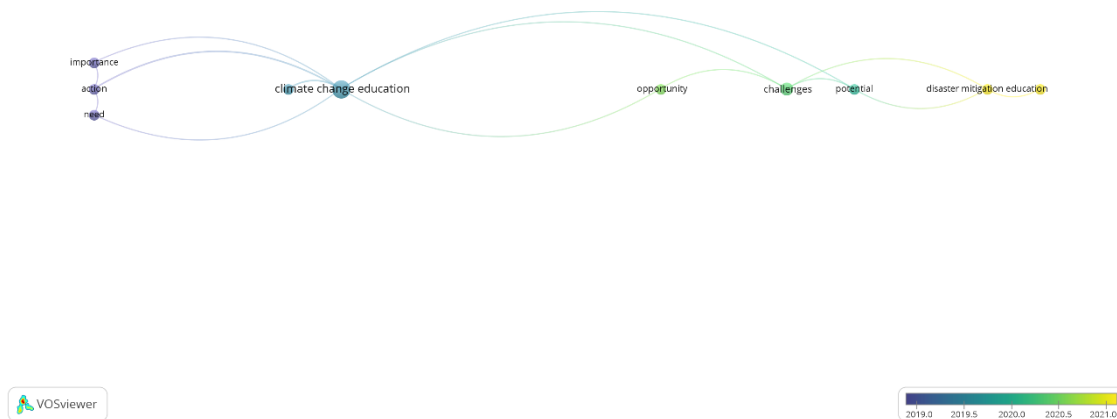 importance
action
need
climate change education
opportunity
challenges
potential
disaster mitigation education
VOSviewer
2019.0 2019.5 2020.0 2020.5 2021.0